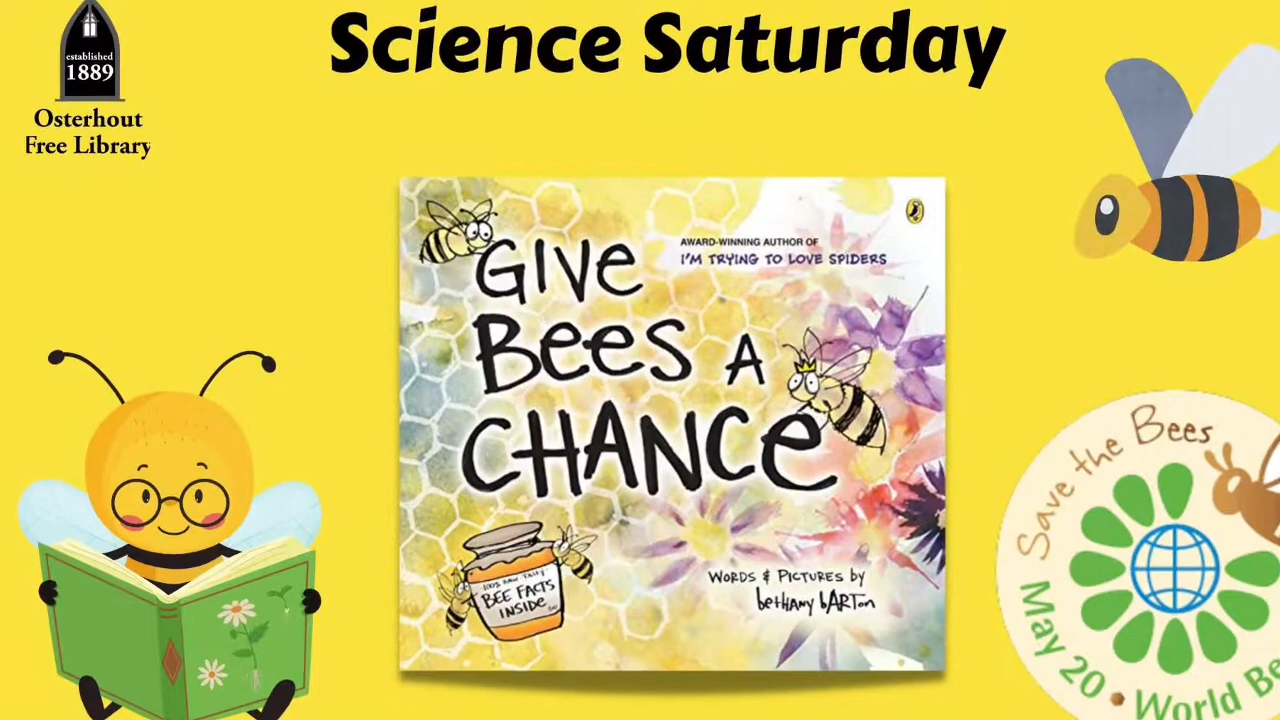 Science Saturday
established
1889
Osterhout
Free Library
AWARD-WINNING AUTHOR OF
I'M TRYING TO LOVE SPIDERS
GIVE
BEES A
CHANCE
BEE FACTS
INSIDE
WORDS & PICTURES by
bethany bARTon
Save the Bees
May 20 • World Be